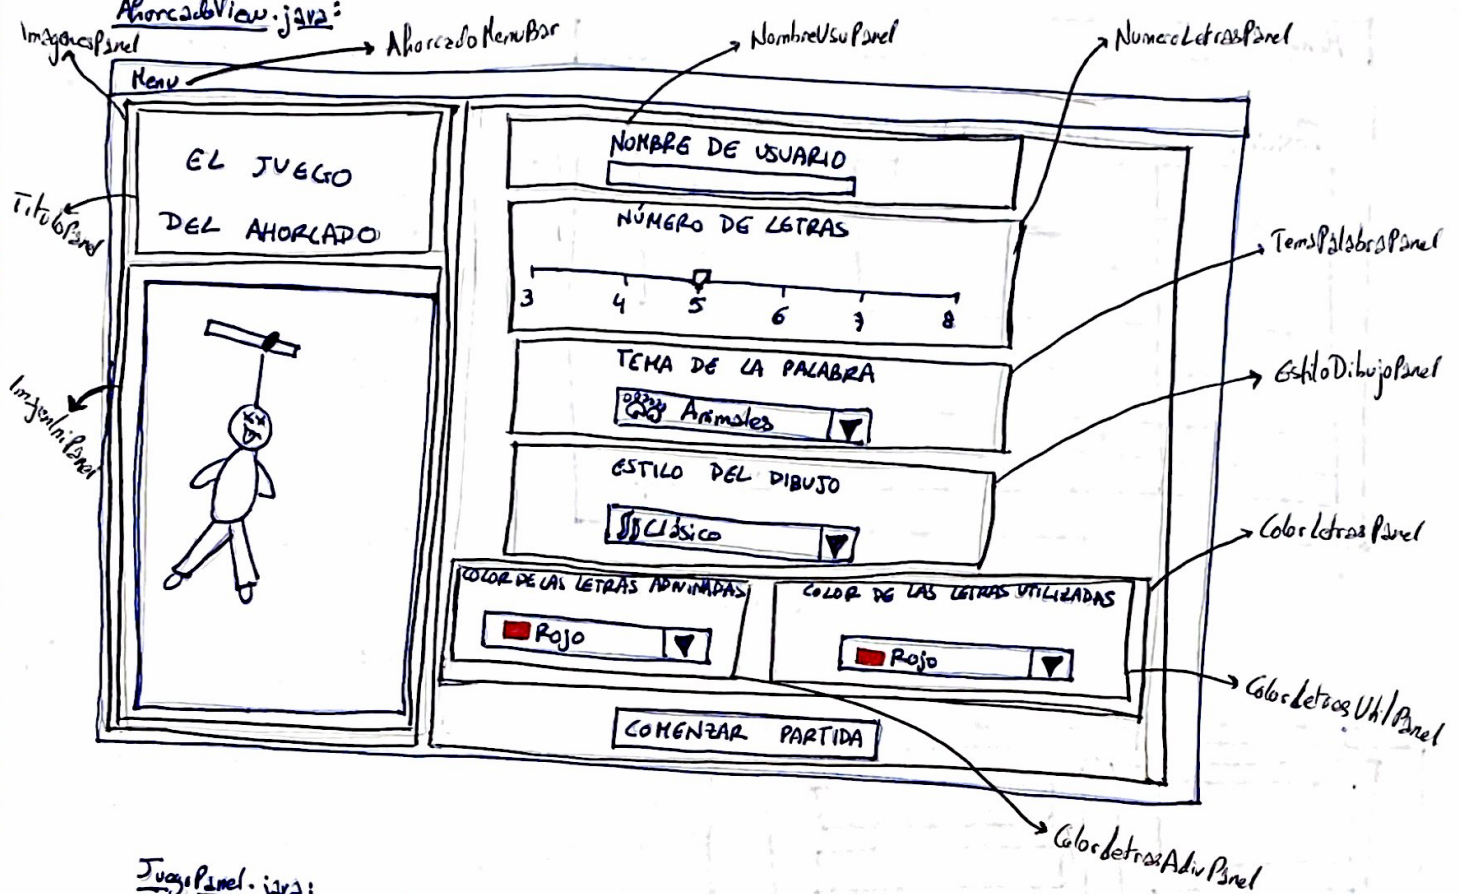 AhorcadoView.java:
ImagenesPanel
AhorcadoMenuBar
NombreUsuPanel
NumeroLetrasPanel
Menu
EL JUEGO
DEL AHORCADO
TituloPanel
ImagenIniPanel
NOMBRE DE USUARIO
NÚMERO DE LETRAS
3 4 5 6 7 8
TemaPalabraPanel
TEMA DE LA PALABRA
Animales
EstiloDibujoPanel
ESTILO DEL DIBUJO
Clásico
ColorLetrasPanel
COLOR DE LAS LETRAS ADIVINADAS
COLOR DE LAS LETRAS UTILIZADAS
Rojo
Rojo
ColorLetrasUtilPanel
COMENZAR PARTIDA
ColorLetrasAdivPanel
JuegoPanel.java: